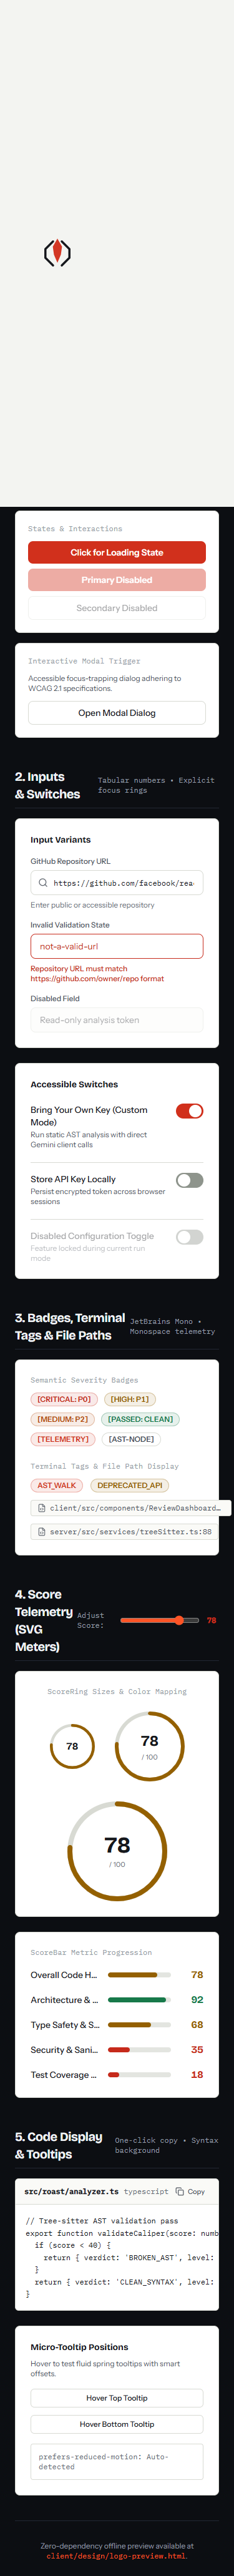 States & Interactions
Click for Loading State
Primary Disabled
Secondary Disabled
Interactive Modal Trigger
Accessible focus-trapping dialog adhering to
WCAG 2.1 specifications.
Open Modal Dialog
2. Inputs
& Switches
Tabular numbers • Explicit
focus rings
Input Variants
GitHub Repository URL
https://github.com/facebook/rea
Enter public or accessible repository
Invalid Validation State
not-a-valid-url
Repository URL must match
https://github.com/owner/repo format
Disabled Field
Read-only analysis token
Accessible Switches
Bring Your Own Key (Custom
Mode)
Run static AST analysis with direct
Gemini client calls
Store API Key Locally
Persist encrypted token across browser
sessions
Disabled Configuration Toggle
Feature locked during current run
mode
3. Badges, Terminal
Tags & File Paths
JetBrains Mono •
Monospace telemetry
Semantic Severity Badges
[CRITICAL: P0] [HIGH: P1]
[MEDIUM: P2] [PASSED: CLEAN]
[TELEMETRY] [AST-NODE]
Terminal Tags & File Path Display
AST_WALK DEPRECATED_API
client/src/components/ReviewDashboard…
server/src/services/treeSitter.ts:88
4. Score
Telemetry
(SVG
Meters)
Adjust
Score:
78
ScoreRing Sizes & Color Mapping
78
78
/ 100
78
/ 100
ScoreBar Metric Progression
Overall Code H... 78
Architecture & ... 92
Type Safety & S... 68
Security & Sani... 35
Test Coverage ... 18
5. Code Display
& Tooltips
One-click copy • Syntax
background
src/roast/analyzer.ts typescript Copy
// Tree-sitter AST validation pass
export function validateCaliper(score: numb
if (score < 40) {
return { verdict: 'BROKEN_AST', level:
}
return { verdict: 'CLEAN_SYNTAX', level:
}
Micro-Tooltip Positions
Hover to test fluid spring tooltips with smart
offsets.
Hover Top Tooltip
Hover Bottom Tooltip
prefers-reduced-motion: Auto-
detected
Zero-dependency offline preview available at
client/design/logo-preview.html.